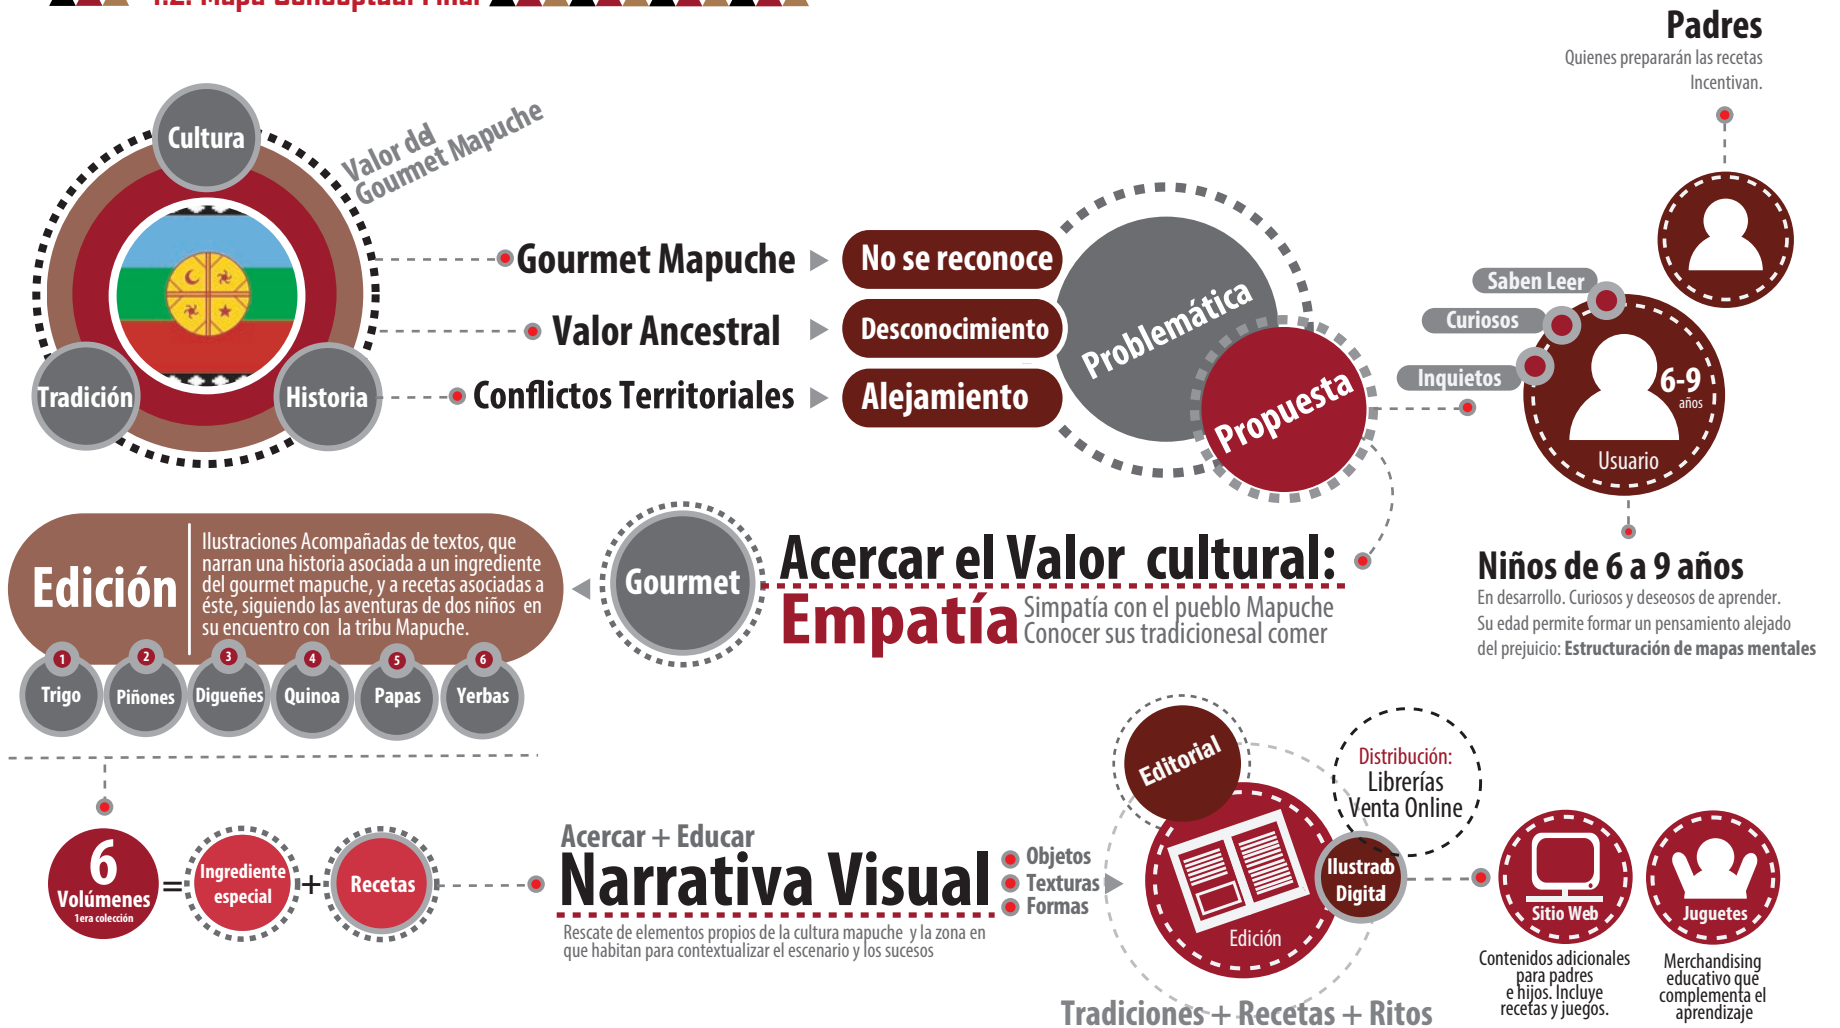 1.2. Mapa Conceptual Final
Padres
Quienes prepararán las recetas
Incentivan.
Cultura
Tradición
Historia
Valor del
Gourmet Mapuche
Gourmet Mapuche
No se reconoce
Valor Ancestral
Desconocimiento
Conflictos Territoriales
Alejamiento
Problemática
Propuesta
Saben Leer
Curiosos
Inquietos
6-9
años
Usuario
Niños de 6 a 9 años
En desarrollo. Curiosos y deseosos de aprender.
Su edad permite formar un pensamiento alejado
del prejuicio: Estructuración de mapas mentales
Acercar el Valor cultural:
Empatía
Simpatía con el pueblo Mapuche
Conocer sus tradicionesal comer
Gourmet
Edición
Ilustraciones Acompañadas de textos, que
narran una historia asociada a un ingrediente
del gourmet mapuche, y a recetas asociadas a
éste, siguiendo las aventuras de dos niños en
su encuentro con la tribu Mapuche.
1
Trigo
2
Piñones
3
Digueñes
4
Quinoa
5
Papas
6
Yerbas
6
Volúmenes
1era colección
=
Ingrediente
especial
+
Recetas
Acercar + Educar
Narrativa Visual
Rescate de elementos propios de la cultura mapuche y la zona en
que habitan para contextualizar el escenario y los sucesos
Objetos
Texturas
Formas
Editorial
Edición
Distribución:
Librerías
Venta Online
Ilustrado
Digital
Tradiciones + Recetas + Ritos
Sitio Web
Contenidos adicionales
para padres
e hijos. Incluye
recetas y juegos.
Juguetes
Merchandising
educativo que
complementa el
aprendizaje